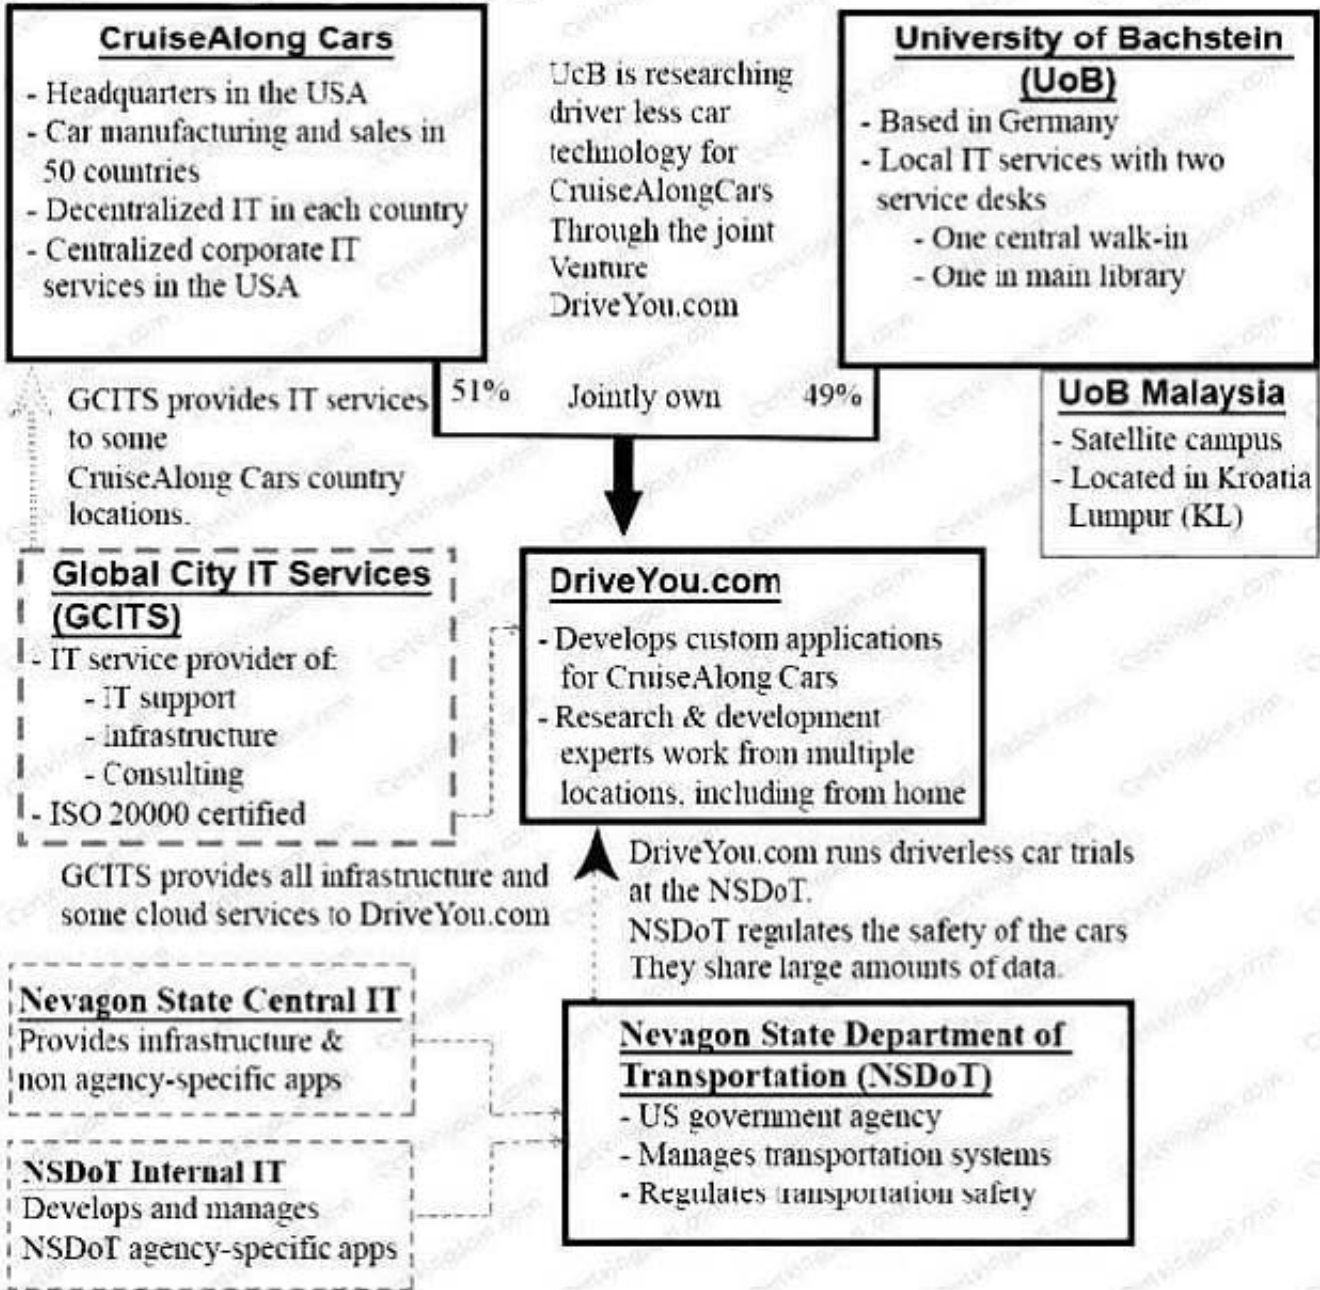 CruiseAlong Cars
- Headquarters in the USA
- Car manufacturing and sales in
50 countries
- Decentralized IT in each country
- Centralized corporate IT
services in the USA
UcB is researching
driver less car
technology for
CruiseAlongCars
Through the joint
Venture
DriveYou.com
University of Bachstein
(UoB)
- Based in Germany
- Local IT services with two
service desks
- One central walk-in
- One in main library
51% Jointly own 49%
UoB Malaysia
- Satellite campus
- Located in Kroatia
Lumpur (KL)
GCITS provides IT services
to some
CruiseAlong Cars country
locations.
Global City IT Services
(GCITS)
- IT service provider of:
- IT support
- Infrastructure
- Consulting
- ISO 20000 certified
DriveYou.com
- Develops custom applications
for CruiseAlong Cars
- Research & development
experts work from multiple
locations, including from home
GCITS provides all infrastructure and
some cloud services to DriveYou.com
DriveYou.com runs driverless car trials
at the NSDoT.
NSDoT regulates the safety of the cars
They share large amounts of data.
Nevagon State Central IT
Provides infrastructure &
non agency-specific apps
NSDoT Internal IT
Develops and manages
NSDoT agency-specific apps
Nevagon State Department of
Transportation (NSDoT)
- US government agency
- Manages transportation systems
- Regulates transportation safety